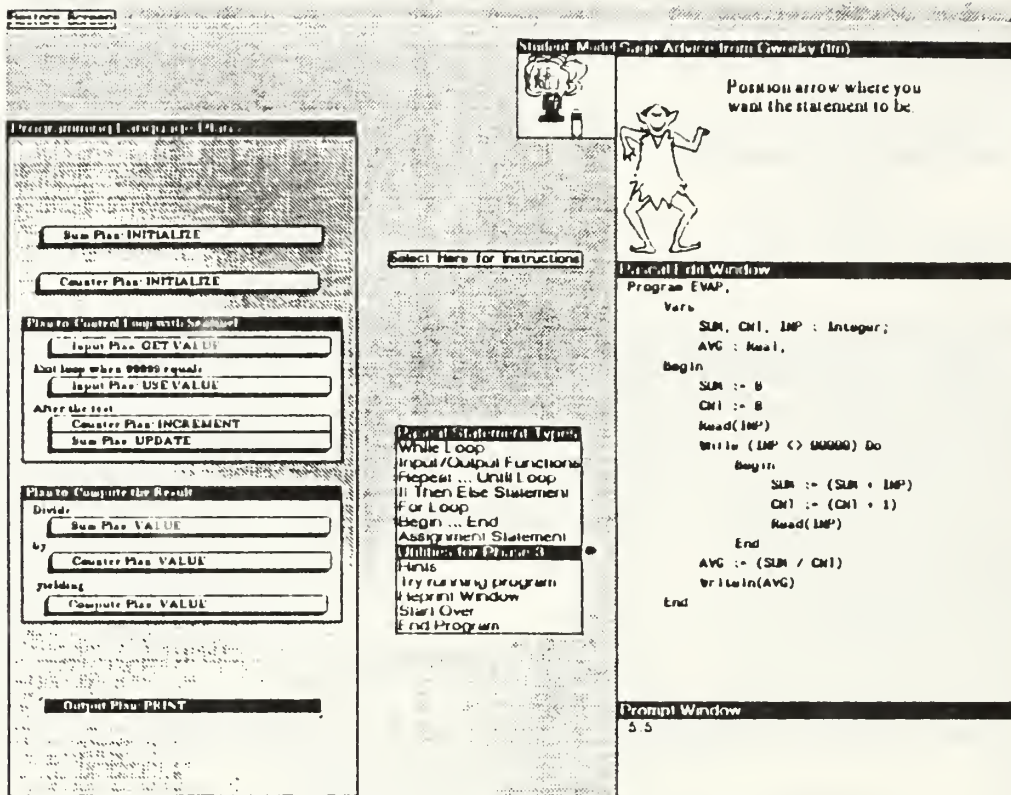 Restore Screen
Student Model
Sage Advice from Gworky (tm)
Position arrow where you
want the statement to be.
Programming Language Plans
Sum Plan: INITIALIZE
Counter Plan: INITIALIZE
Plan to Control Loop with Sentinel
Input Plan: GET VALUE
Exit loop when 99999 equals
Input Plan: USE VALUE
After the test
Counter Plan: INCREMENT
Sum Plan: UPDATE
Plan to Compute the Result
Divide
Sum Plan: VALUE
by
Counter Plan: VALUE
yielding
Compute Plan: VALUE
Output Plan: PRINT
Select Here for Instructions
Pascal Statement Types
While Loop
Input/Output Functions
Repeat ... Until Loop
If Then Else Statement
For Loop
Begin ... End
Assignment Statement
Utilities for Phase 3
Hints
Try running program
Reprint Window
Start Over
End Program
Pascal Edit Window
Program EVAP,
Vars
SUM, CNT, INP : Integer;
AVG : Real,
Begin
SUM := 0
CNT := 0
Read(INP)
While (INP <> 99999) Do
Begin
SUM := (SUM + INP)
CNT := (CNT + 1)
Read(INP)
End
AVG := (SUM / CNT)
Writeln(AVG)
End
Prompt Window
5.5